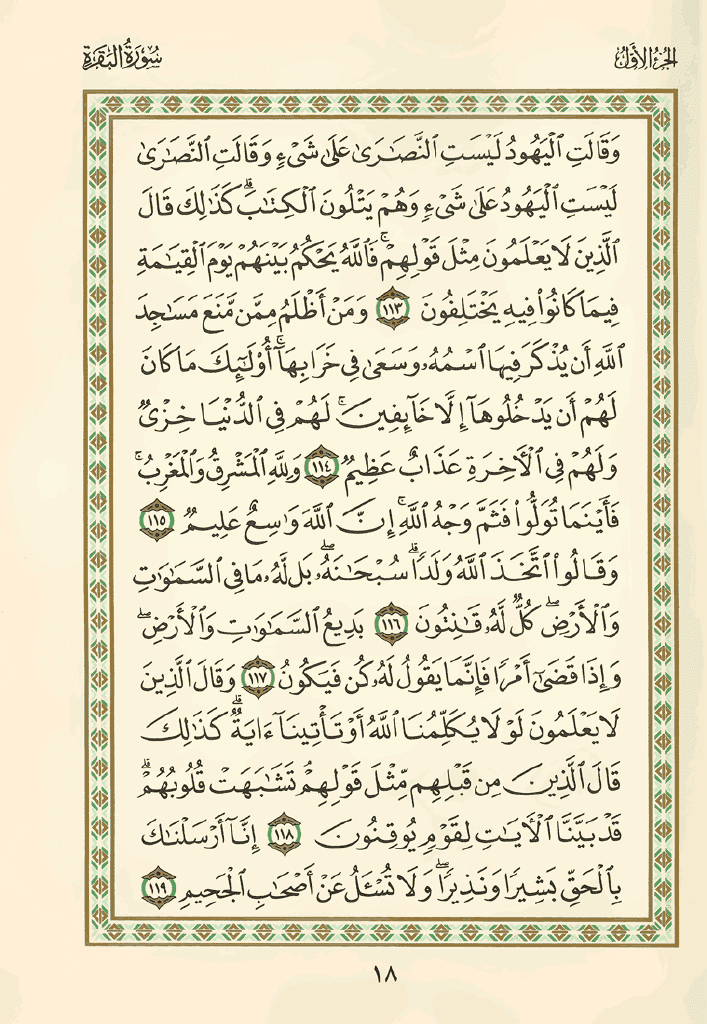 الجزء الأول
سورة البقرة
وَقَالَتِ ٱلْيَهُودُ لَيْسَتِ ٱلنَّصَٰرَىٰ عَلَىٰ شَىْءٍ وَقَالَتِ ٱلنَّصَٰرَىٰ
لَيْسَتِ ٱلْيَهُودُ عَلَىٰ شَىْءٍ وَهُمْ يَتْلُونَ ٱلْكِتَٰبَ ۗ كَذَٰلِكَ قَالَ
ٱلَّذِينَ لَا يَعْلَمُونَ مِثْلَ قَوْلِهِمْ ۚ فَٱللَّهُ يَحْكُمُ بَيْنَهُمْ يَوْمَ ٱلْقِيَٰمَةِ
فِيمَا كَانُوا۟ فِيهِ يَخْتَلِفُونَ ١١٣ وَمَنْ أَظْلَمُ مِمَّن مَّنَعَ مَسَٰجِدَ
ٱللَّهِ أَن يُذْكَرَ فِيهَا ٱسْمُهُۥ وَسَعَىٰ فِى خَرَابِهَآ ۚ أُو۟لَٰٓئِكَ مَا كَانَ
لَهُمْ أَن يَدْخُلُوهَآ إِلَّا خَآئِفِينَ ۚ لَهُمْ فِى ٱلدُّنْيَا خِزْىٌ
وَلَهُمْ فِى ٱلْءَاخِرَةِ عَذَابٌ عَظِيمٌ ١١٤ وَلِلَّهِ ٱلْمَشْرِقُ وَٱلْمَغْرِبُ ۚ
فَأَيْنَمَا تُوَلُّوا۟ فَثَمَّ وَجْهُ ٱللَّهِ ۚ إِنَّ ٱللَّهَ وَٰسِعٌ عَلِيمٌ ١١٥
وَقَالُوا۟ ٱتَّخَذَ ٱللَّهُ وَلَدًا ۗ سُبْحَٰنَهُۥ ۖ بَل لَّهُۥ مَا فِى ٱلسَّمَٰوَٰتِ
وَٱلْأَرْضِ ۖ كُلٌّ لَّهُۥ قَٰنِتُونَ ١١٦ بَدِيعُ ٱلسَّمَٰوَٰتِ وَٱلْأَرْضِ ۖ
وَإِذَا قَضَىٰٓ أَمْرًا فَإِنَّمَا يَقُولُ لَهُۥ كُن فَيَكُونُ ١١٧ وَقَالَ ٱلَّذِينَ
لَا يَعْلَمُونَ لَوْلَا يُكَلِّمُنَا ٱللَّهُ أَوْ تَأْتِينَآ ءَايَةٌ ۗ كَذَٰلِكَ
قَالَ ٱلَّذِينَ مِن قَبْلِهِم مِّثْلَ قَوْلِهِمْ ۘ تَشَٰبَهَتْ قُلُوبُهُمْ ۗ
قَدْ بَيَّنَّا ٱلْءَايَٰتِ لِقَوْمٍ يُوقِنُونَ ١١٨ إِنَّآ أَرْسَلْنَٰكَ
بِٱلْحَقِّ بَشِيرًا وَنَذِيرًا ۖ وَلَا تُسْـَٔلُ عَنْ أَصْحَٰبِ ٱلْجَحِيمِ ١١٩
١٨